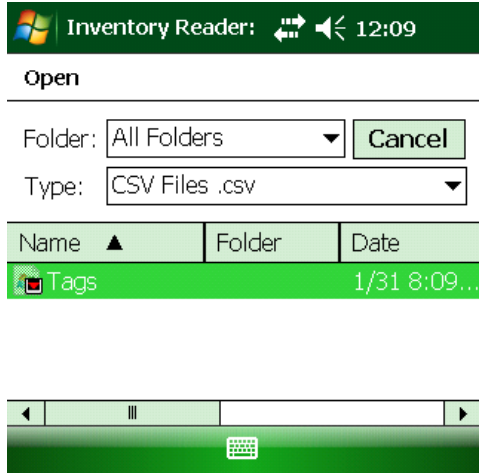 Inventory Reader: 12:09
Open
Folder: All Folders Cancel
Type: CSV Files .csv
Name Folder Date
Tags 1/31 8:09...